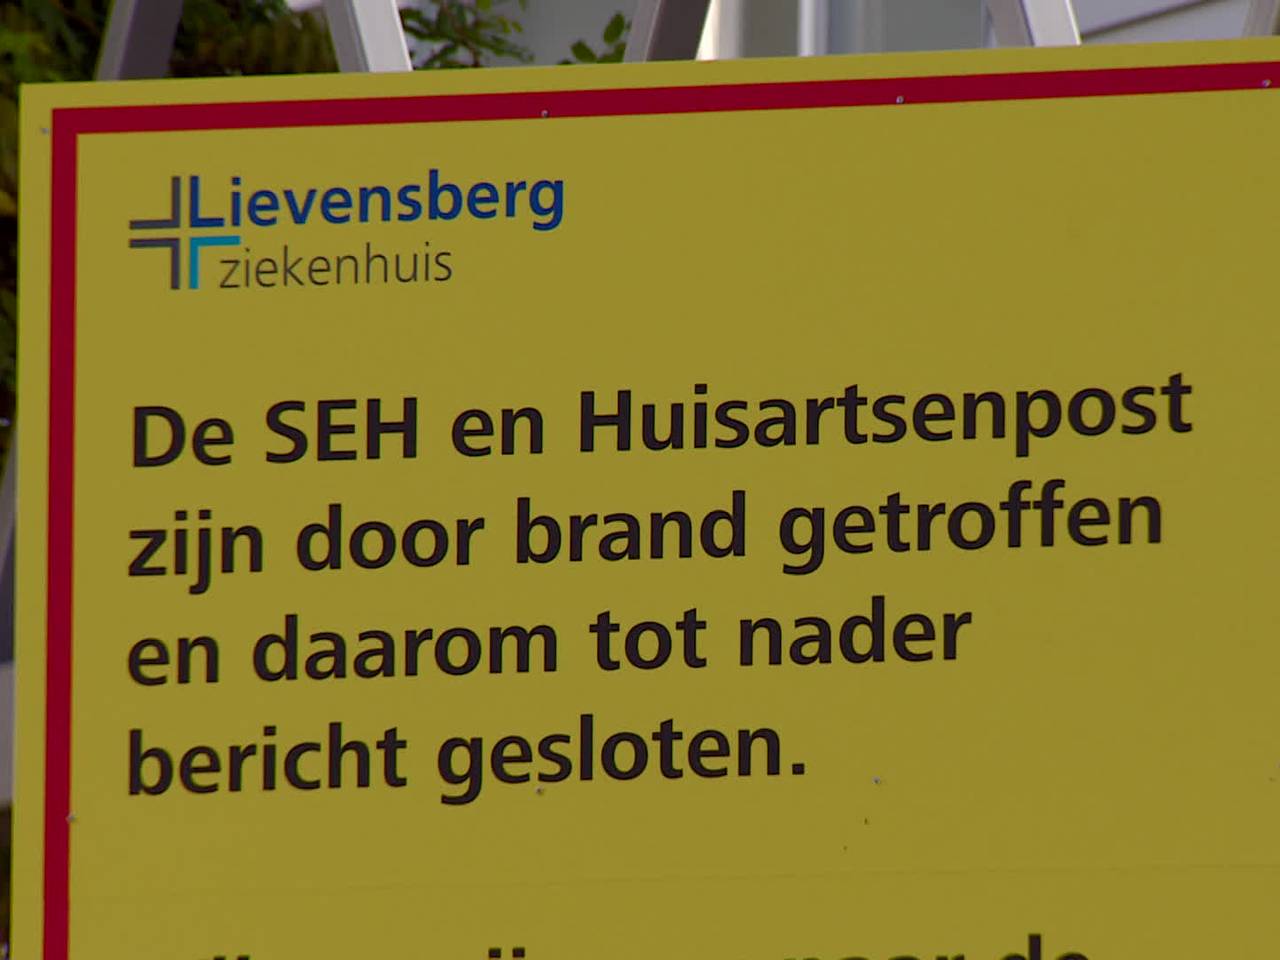 Lievensberg
ziekenhuis
De SEH en Huisartsenpost
zijn door brand getroffen
en daarom tot nader
bericht gesloten.